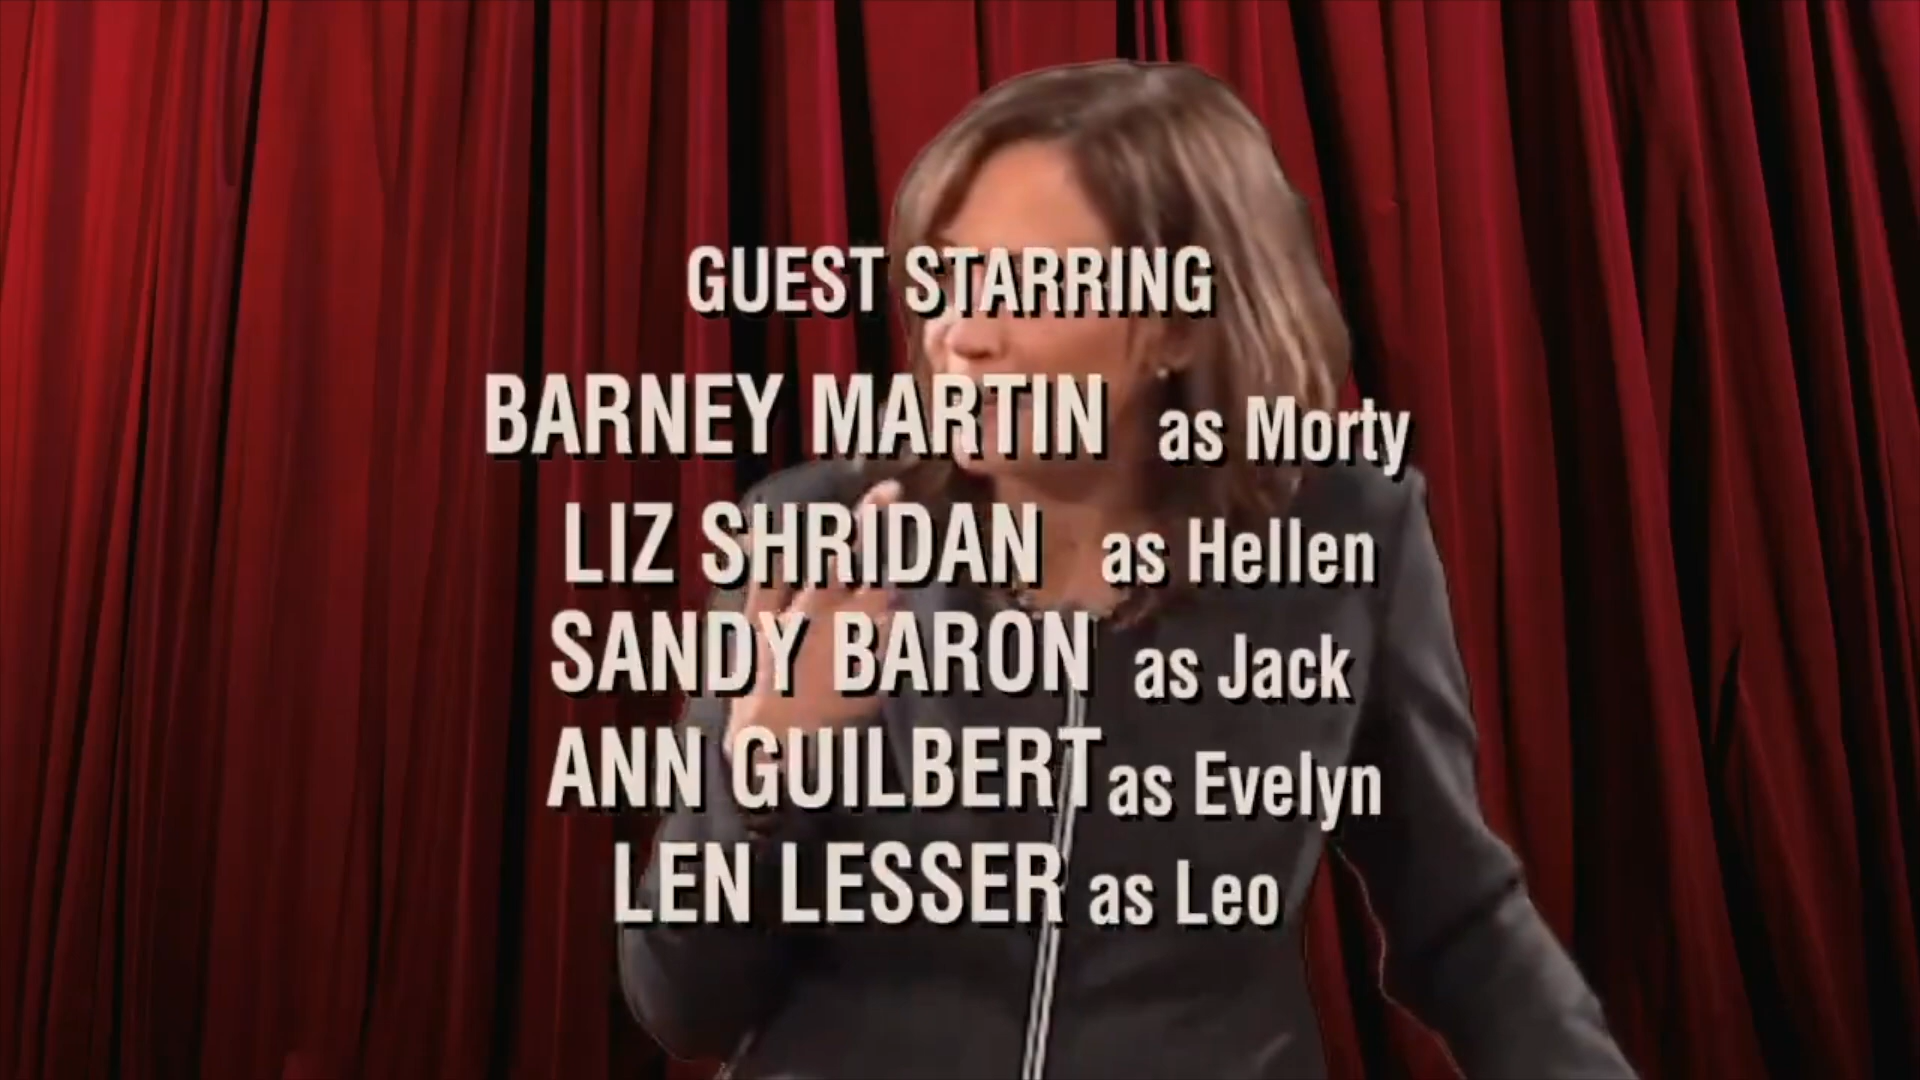 GUEST STARRING
BARNEY MARTIN as Morty
LIZ SHRIDAN as Hellen
SANDY BARON as Jack
ANN GUILBERT as Evelyn
LEN LESSER as Leo